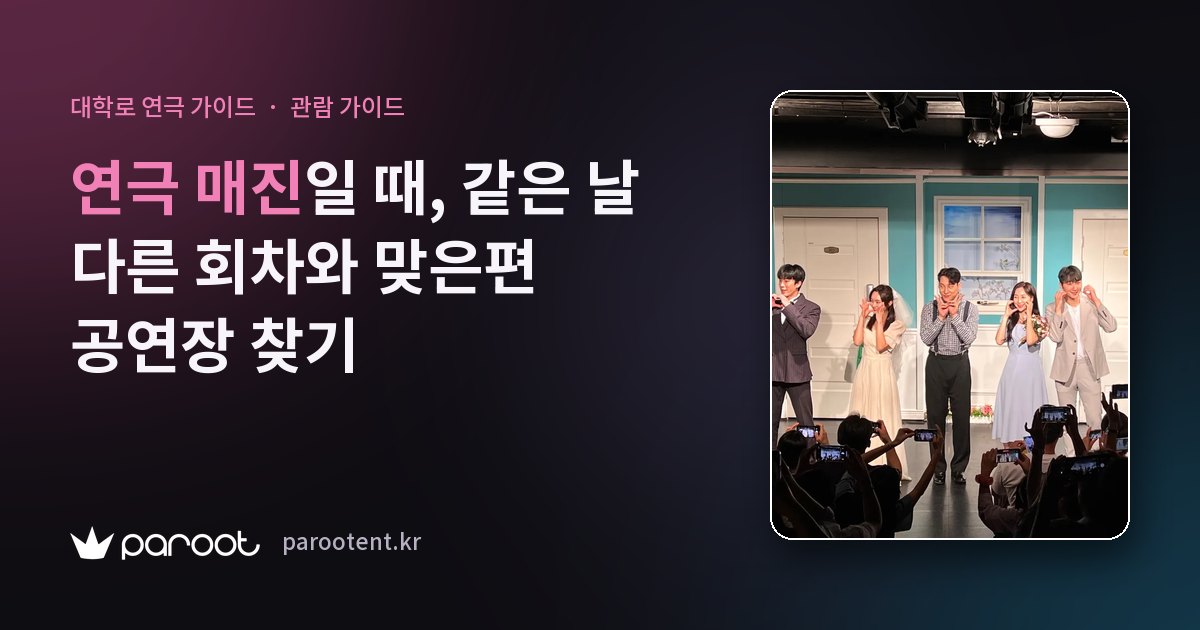 대학로 연극 가이드 · 관람 가이드
연극 매진일 때, 같은 날
다른 회차와 맞은편
공연장 찾기
paroot parootent.kr